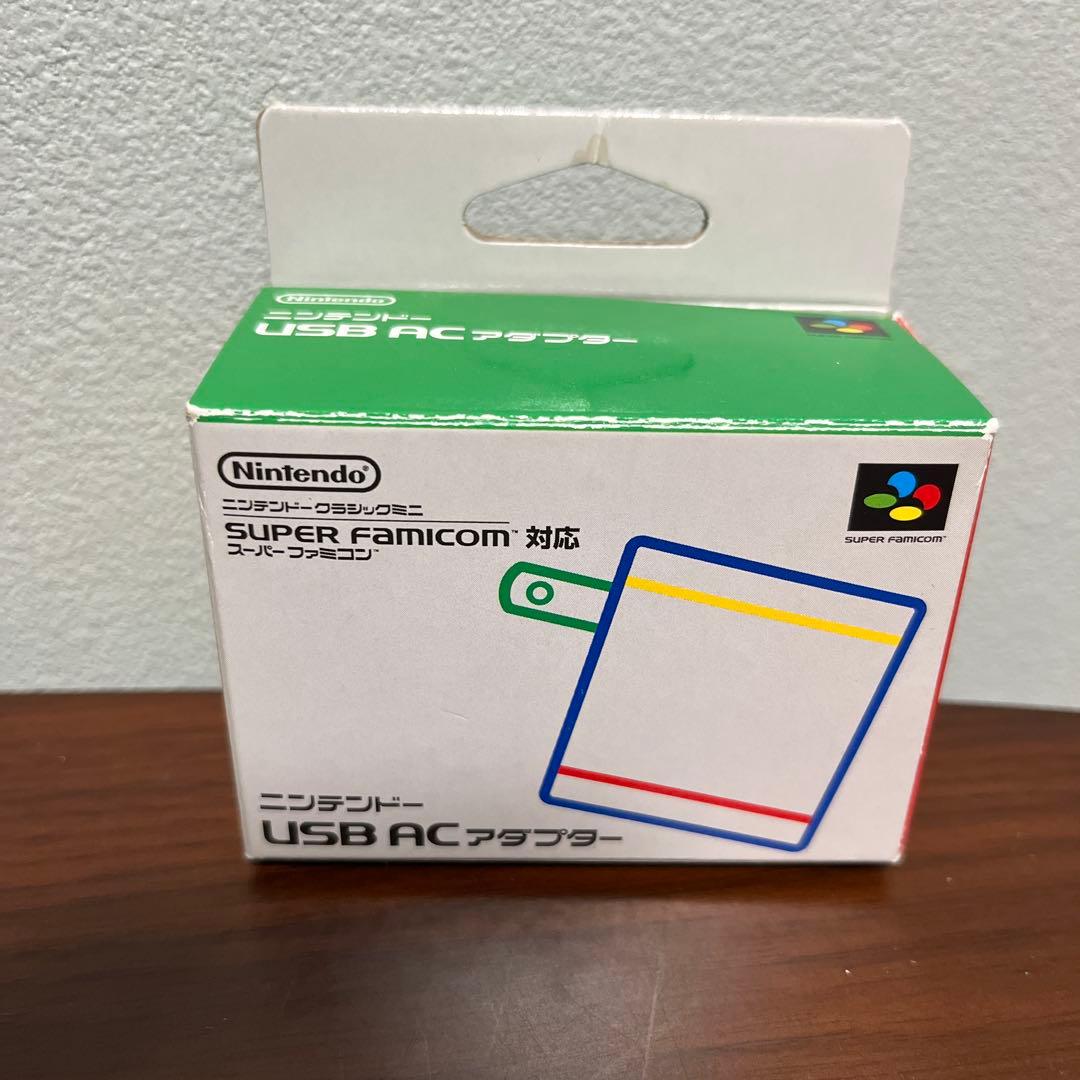 Nintendo
ニンテンドー
USB ACアダプター
Nintendo®
ニンテンドークラシックミニ
SUPER FAMICOM™ 対応
スーパーファミコン™
SUPER FAMICOM™
ニンテンドー
USB ACアダプター